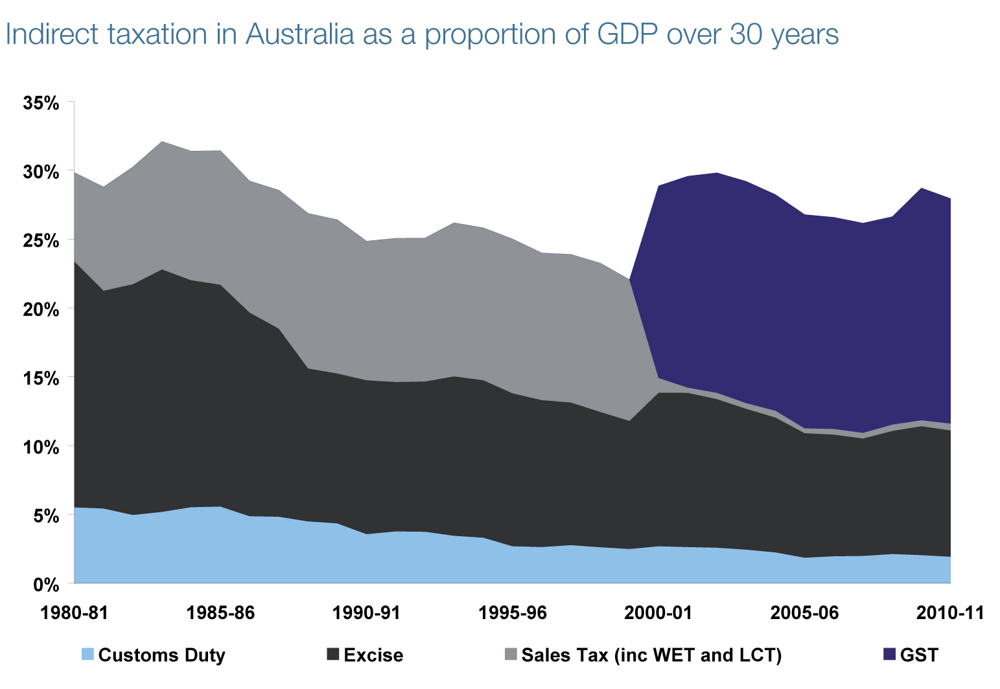 Indirect taxation in Australia as a proportion of GDP over 30 years
35%
30%
25%
20%
15%
10%
5%
0%
1980-81 1985-86 1990-91 1995-96 2000-01 2005-06 2010-11
Customs Duty Excise Sales Tax (inc WET and LCT) GST